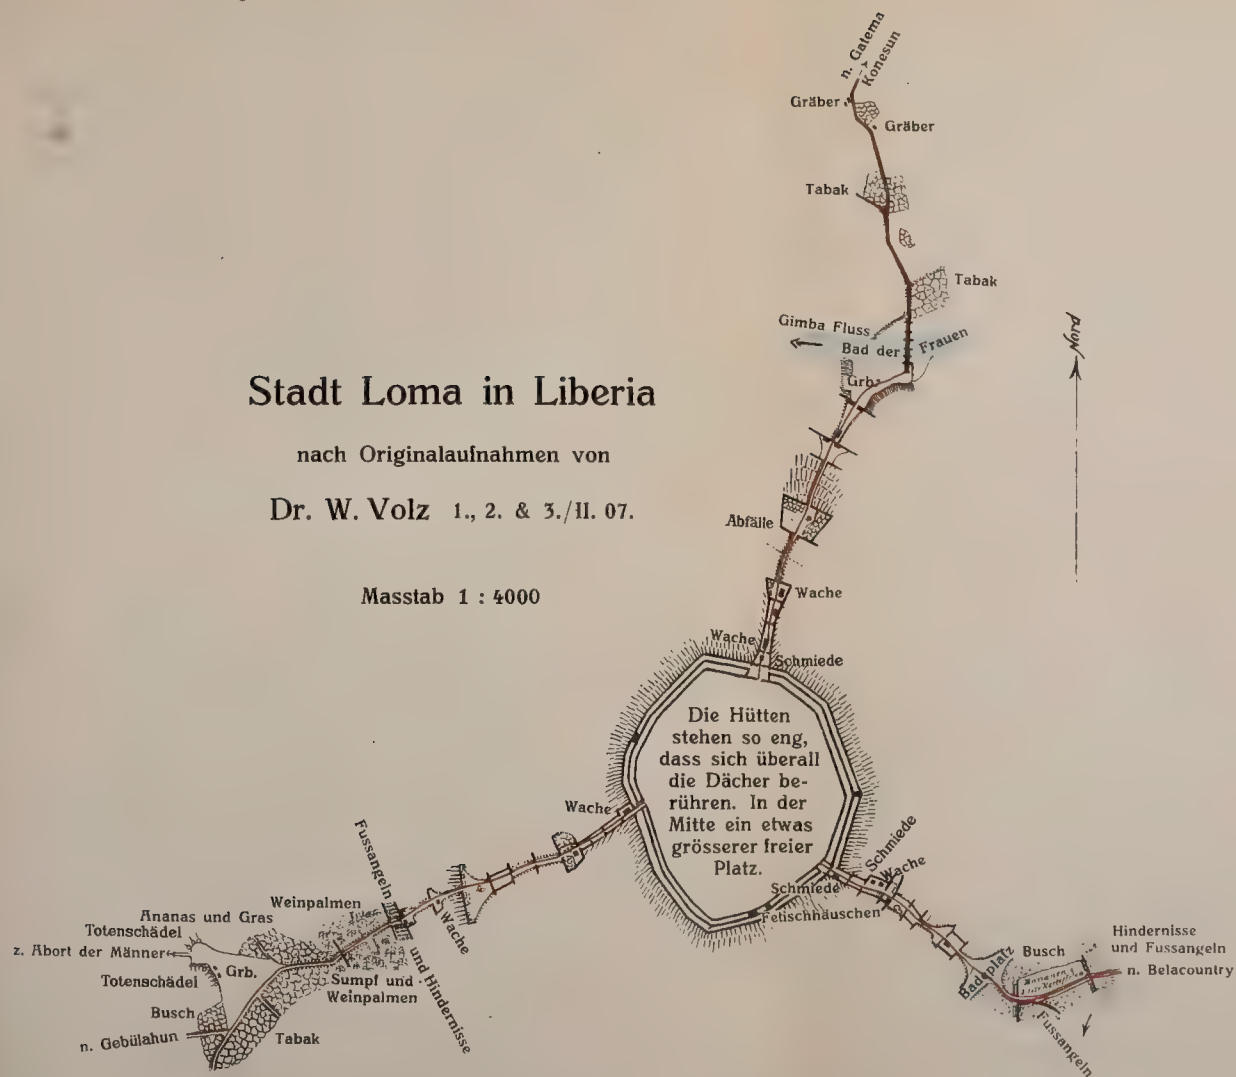 Stadt Loma in Liberia
nach Originalaufnahmen von
Dr. W. Volz 1., 2. & 3./II. 07.
Masstab 1 : 4000
n. Gatema
Konesun
Gräber
Gräber
Tabak
Tabak
Gimba Fluss
Bad der Frauen
Grb.
Nord
Abfälle
Wache
Wache
Schmiede
Die Hütten
stehen so eng,
dass sich überall
die Dächer be-
rühren. In der
Mitte ein etwas
grösserer freier
Platz.
Wache
Schmiede
Wache
Schmiede
Fetischhäuschen
Fussangeln
und Hindernisse
Wache
Weinpalmen
Ananas und Gras
Totenschädel
z. Abort der Männer
Grb.
Totenschädel
Sumpf und
Weinpalmen
Busch
n. Gebülahun
Tabak
Badeplatz
Busch
Hindernisse
und Fussangeln
n. Belacountry
Fussangeln